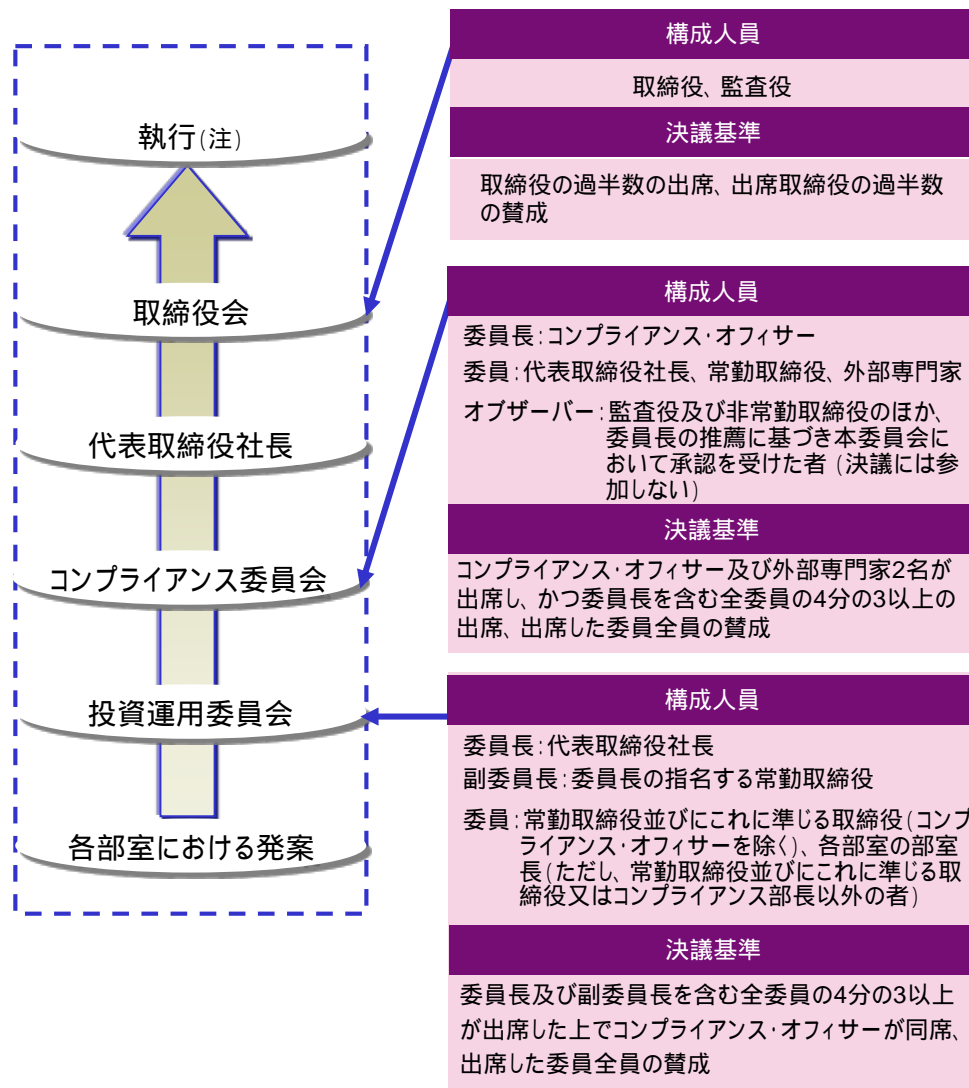 執行(注)
取締役会
代表取締役社長
コンプライアンス委員会
投資運用委員会
各部室における発案
構成人員
取締役、監査役
決議基準
取締役の過半数の出席、出席取締役の過半数
の賛成
構成人員
委員長:コンプライアンス・オフィサー
委員:代表取締役社長、常勤取締役、外部専門家
オブザーバー:監査役及び非常勤取締役のほか、
委員長の推薦に基づき本委員会に
おいて承認を受けた者(決議には参
加しない)
決議基準
コンプライアンス・オフィサー及び外部専門家2名が
出席し、かつ委員長を含む全委員の4分の3以上の
出席、出席した委員全員の賛成
構成人員
委員長:代表取締役社長
副委員長:委員長の指名する常勤取締役
委員:常勤取締役並びにこれに準じる取締役(コンプ
ライアンス・オフィサーを除く)、各部室の部室
長(ただし、常勤取締役並びにこれに準じる取
締役又はコンプライアンス部長以外の者)
決議基準
委員長及び副委員長を含む全委員の4分の3以上
が出席した上でコンプライアンス・オフィサーが同席、
出席した委員全員の賛成